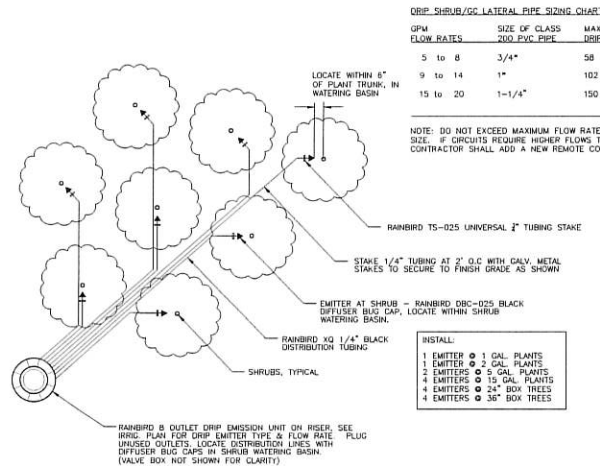 DRIP SHRUB/GC LATERAL PIPE SIZING CHART
GPM SIZE OF CLASS MAX
FLOW RATES 200 PVC PIPE DRIP
5 to 8 3/4" 58
9 to 14 1" 102
15 to 20 1-1/4" 150
NOTE: DO NOT EXCEED MAXIMUM FLOW RATE
SIZE. IF CIRCUITS REQUIRE HIGHER FLOWS T
CONTRACTOR SHALL ADD A NEW REMOTE CO
LOCATE WITHIN 6"
OF PLANT TRUNK, IN
WATERING BASIN
RAINBIRD TS-025 UNIVERSAL ¼" TUBING STAKE
STAKE 1/4" TUBING AT 2' O.C WITH GALV. METAL
STAKES TO SECURE TO FINISH GRADE AS SHOWN
EMITTER AT SHRUB - RAINBIRD DBC-025 BLACK
DIFFUSER BUG CAP, LOCATE WITHIN SHRUB
WATERING BASIN.
RAINBIRD XQ 1/4" BLACK
DISTRIBUTION TUBING
SHRUBS, TYPICAL
INSTALL:
1 EMITTER @ 1 GAL. PLANTS
1 EMITTER @ 2 GAL. PLANTS
2 EMITTERS @ 5 GAL. PLANTS
4 EMITTERS @ 15 GAL. PLANTS
4 EMITTERS @ 24" BOX TREES
4 EMITTERS @ 36" BOX TREES
RAINBIRD 8 OUTLET DRIP EMISSION UNIT ON RISER, SEE
IRRIG. PLAN FOR DRIP EMITTER TYPE & FLOW RATE. PLUG
UNUSED OUTLETS. LOCATE DISTRIBUTION LINES WITH
DIFFUSER BUG CAPS IN SHRUB WATERING BASIN.
(VALVE BOX NOT SHOWN FOR CLARITY)